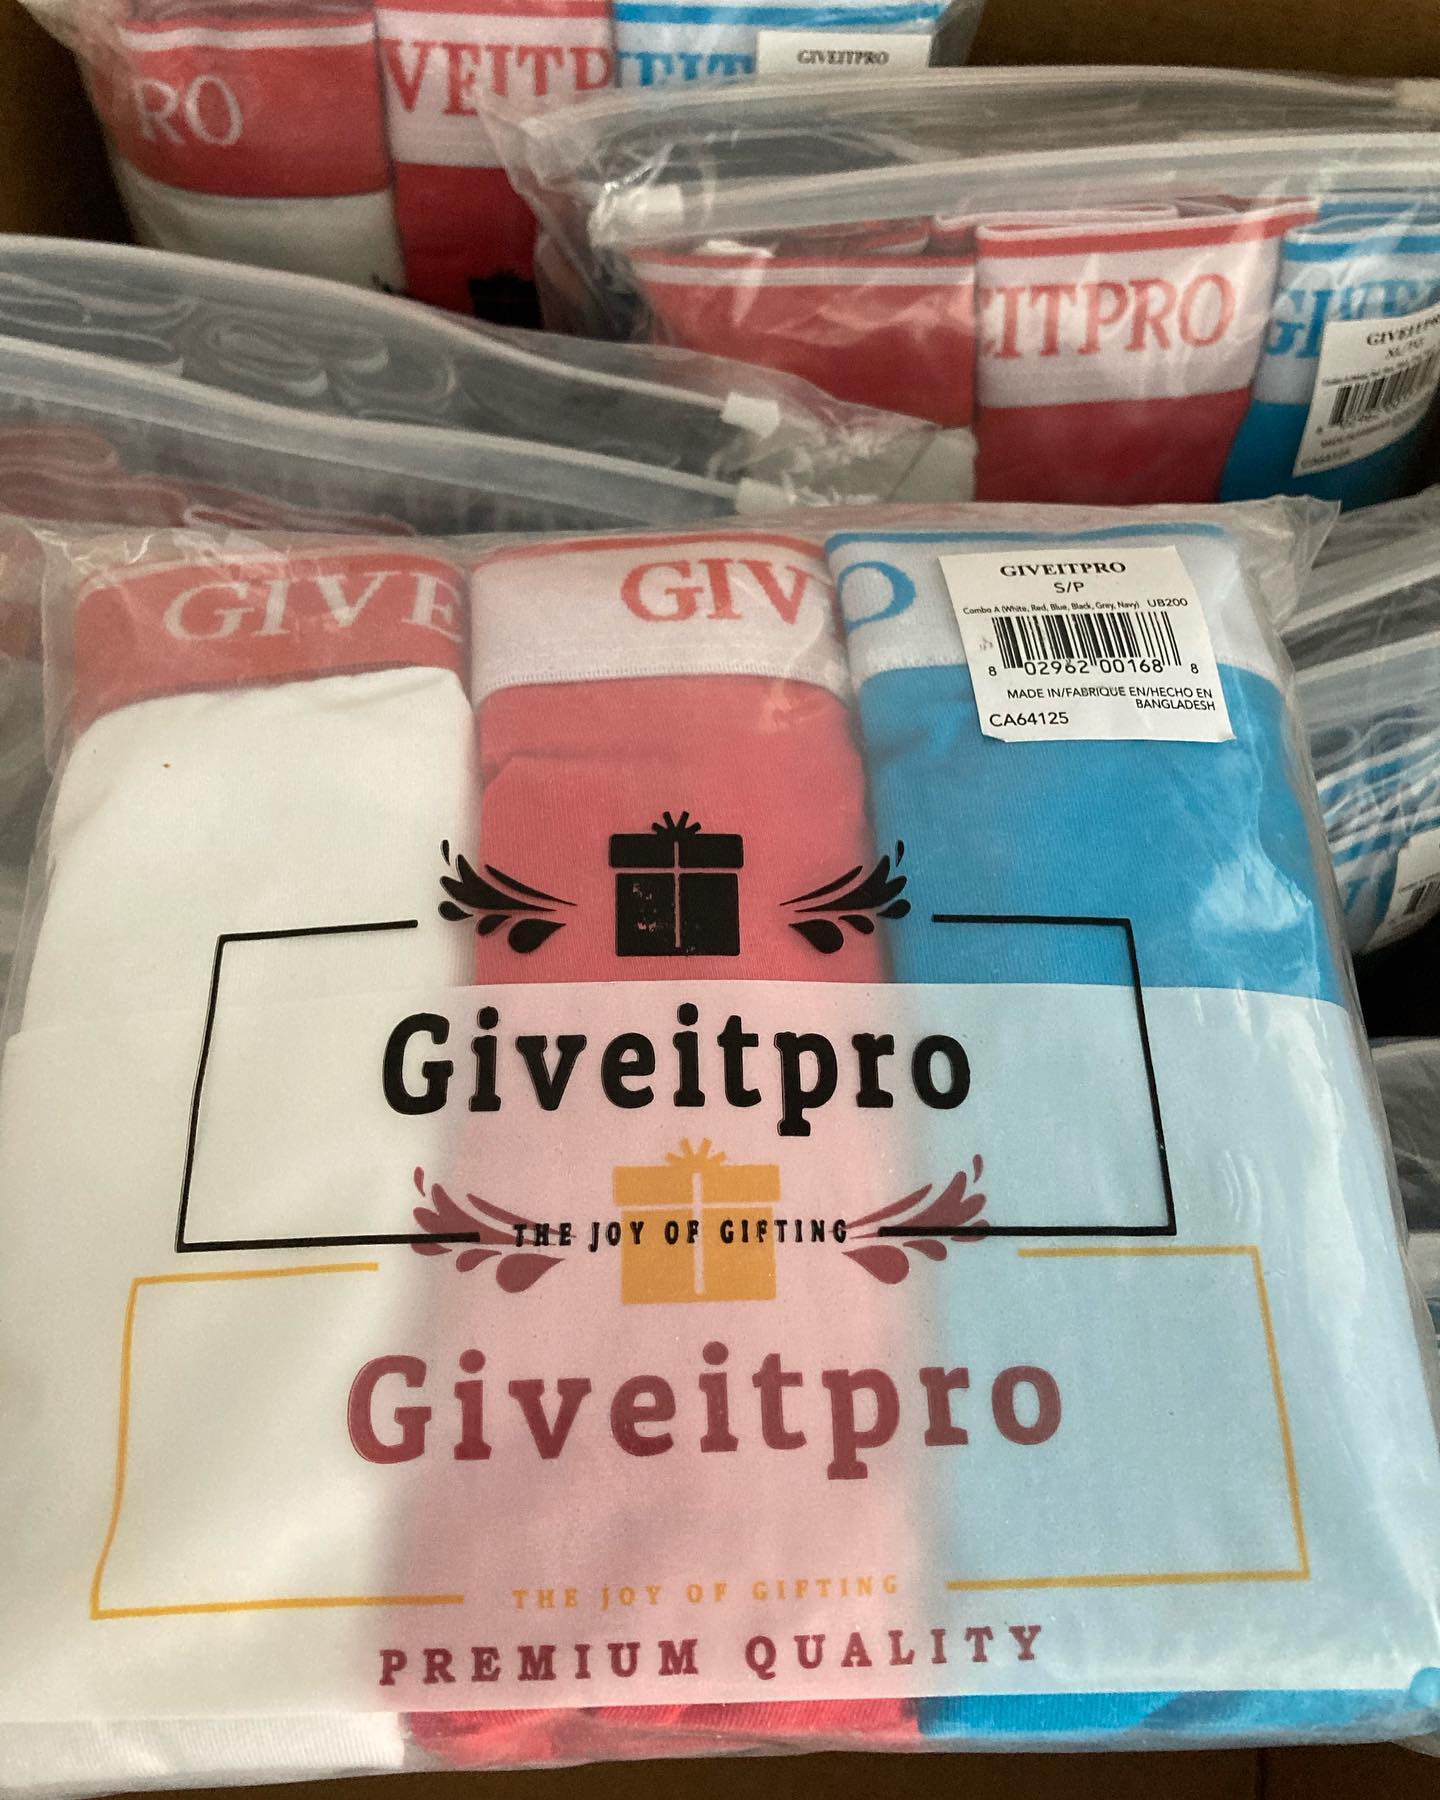 RO
VEITP
EIT
GIVEITPRO
EITPRO
GIVE
GIVEITPRO
GIVE
GIV
O
GIVEITPRO
S/P
Combo A (White, Red, Blue, Black, Grey, Navy) UB200
8 02962 00168 8
MADE IN/FABRIQUE EN/HECHO EN
BANGLADESH
CA64125
Giveitpro
THE JOY OF GIFTING
Giveitpro
THE JOY OF GIFTING
PREMIUM QUALITY